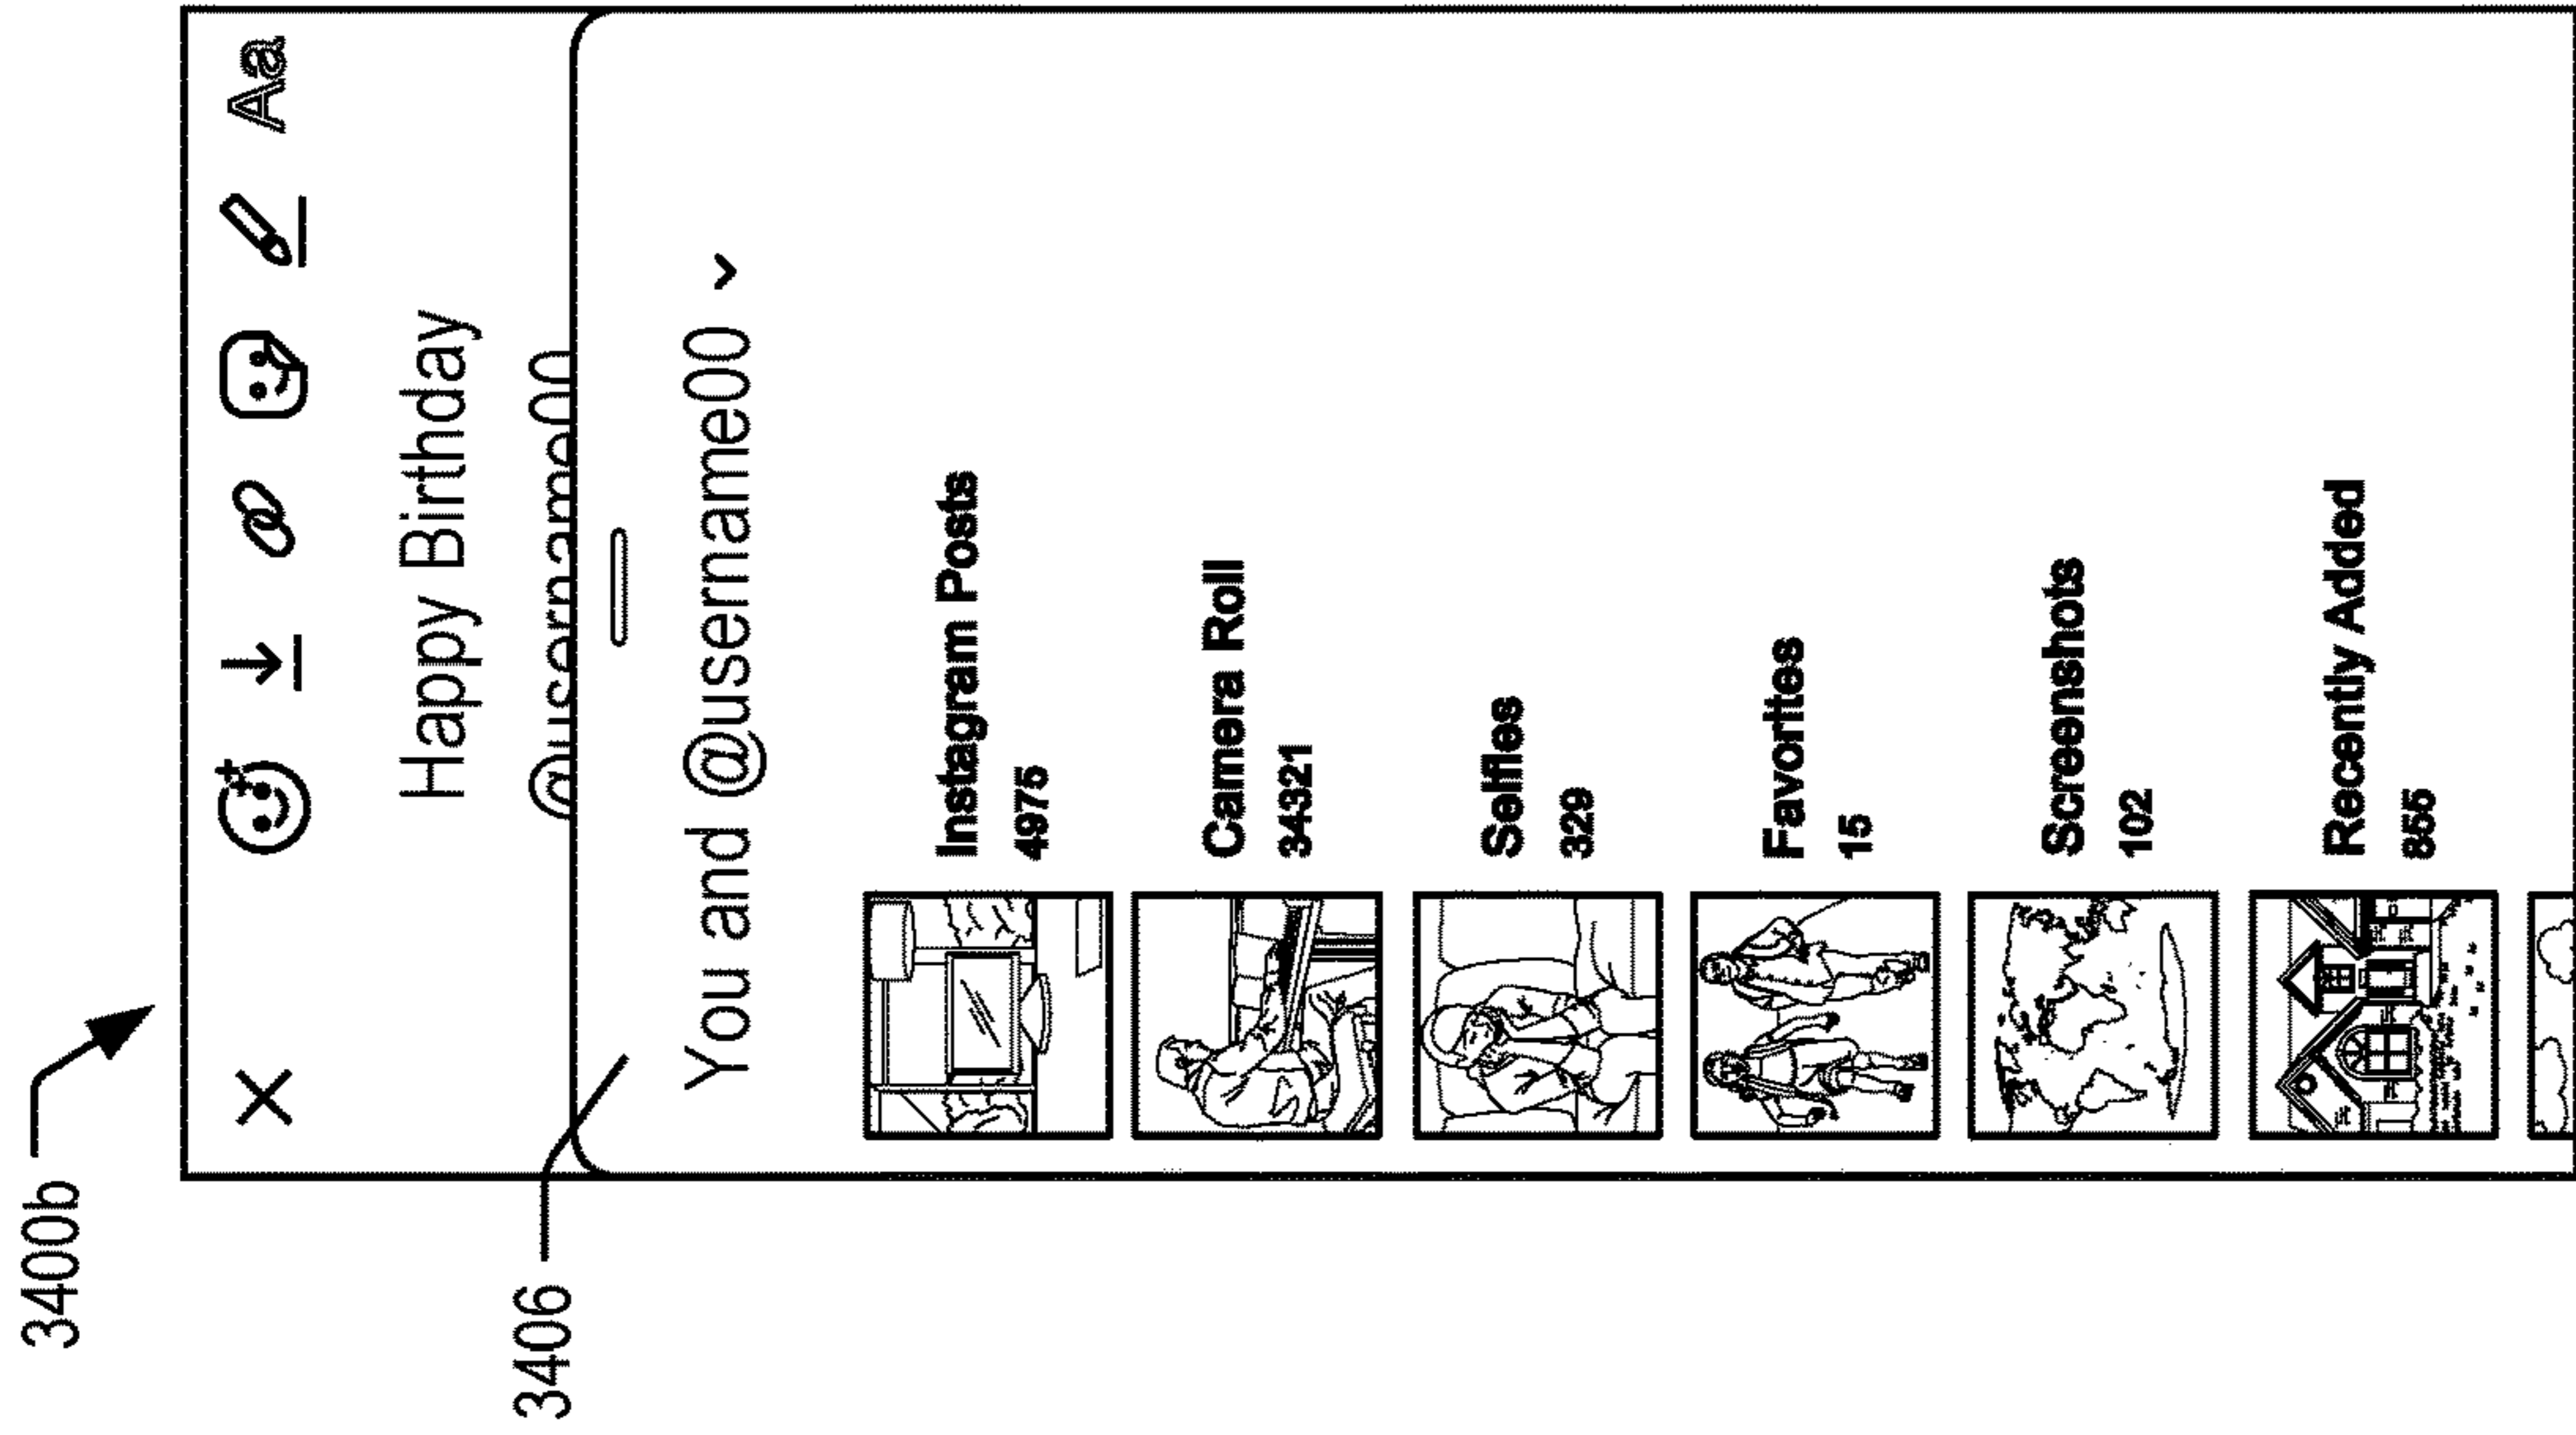 3400b
Aa
Happy Birthday
@username00
3406
You and @username00
Instagram Posts
4975
Camera Roll
34321
Selfies
329
Favorites
15
Screenshots
102
Recently Added
855